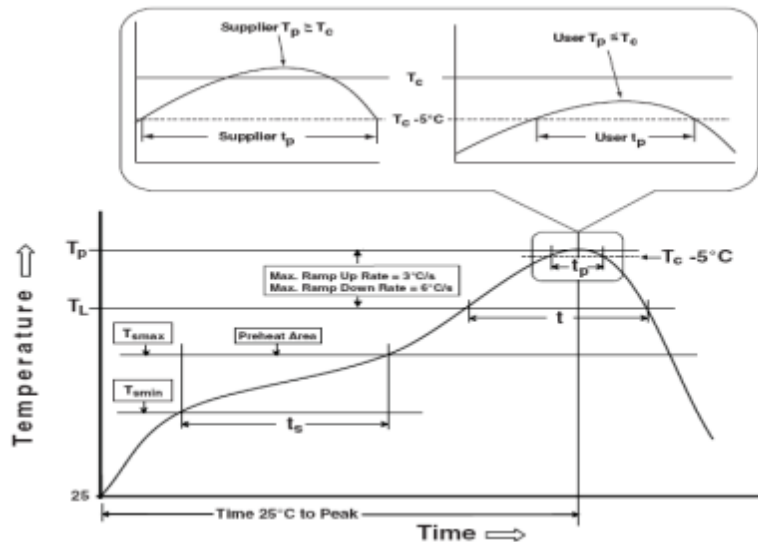 Supplier Tp ≥ Tc
User Tp ≤ Tc
Tc
Tc -5°C
Supplier tp
User tp
Tp
Tc -5°C
tp
Max. Ramp Up Rate = 3°C/s
Max. Ramp Down Rate = 6°C/s
TL
t
Tsmax
Preheat Area
Tsmin
ts
Temperature
25
Time 25°C to Peak
Time